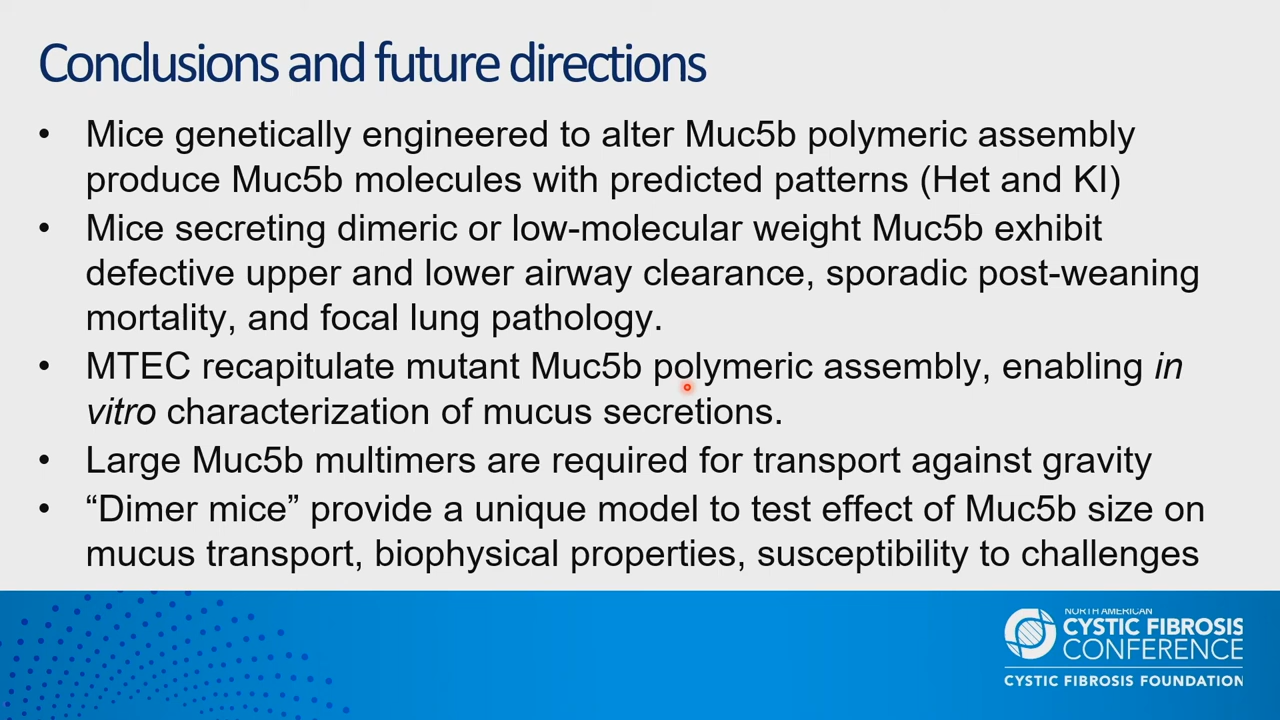 Conclusions and future directions
• Mice genetically engineered to alter Muc5b polymeric assembly
produce Muc5b molecules with predicted patterns (Het and KI)
• Mice secreting dimeric or low-molecular weight Muc5b exhibit
defective upper and lower airway clearance, sporadic post-weaning
mortality, and focal lung pathology.
• MTEC recapitulate mutant Muc5b polymeric assembly, enabling in
vitro characterization of mucus secretions.
• Large Muc5b multimers are required for transport against gravity
• “Dimer mice” provide a unique model to test effect of Muc5b size on
mucus transport, biophysical properties, susceptibility to challenges
NORTH AMERICAN
CYSTIC FIBROSIS
CONFERENCE
CYSTIC FIBROSIS FOUNDATION